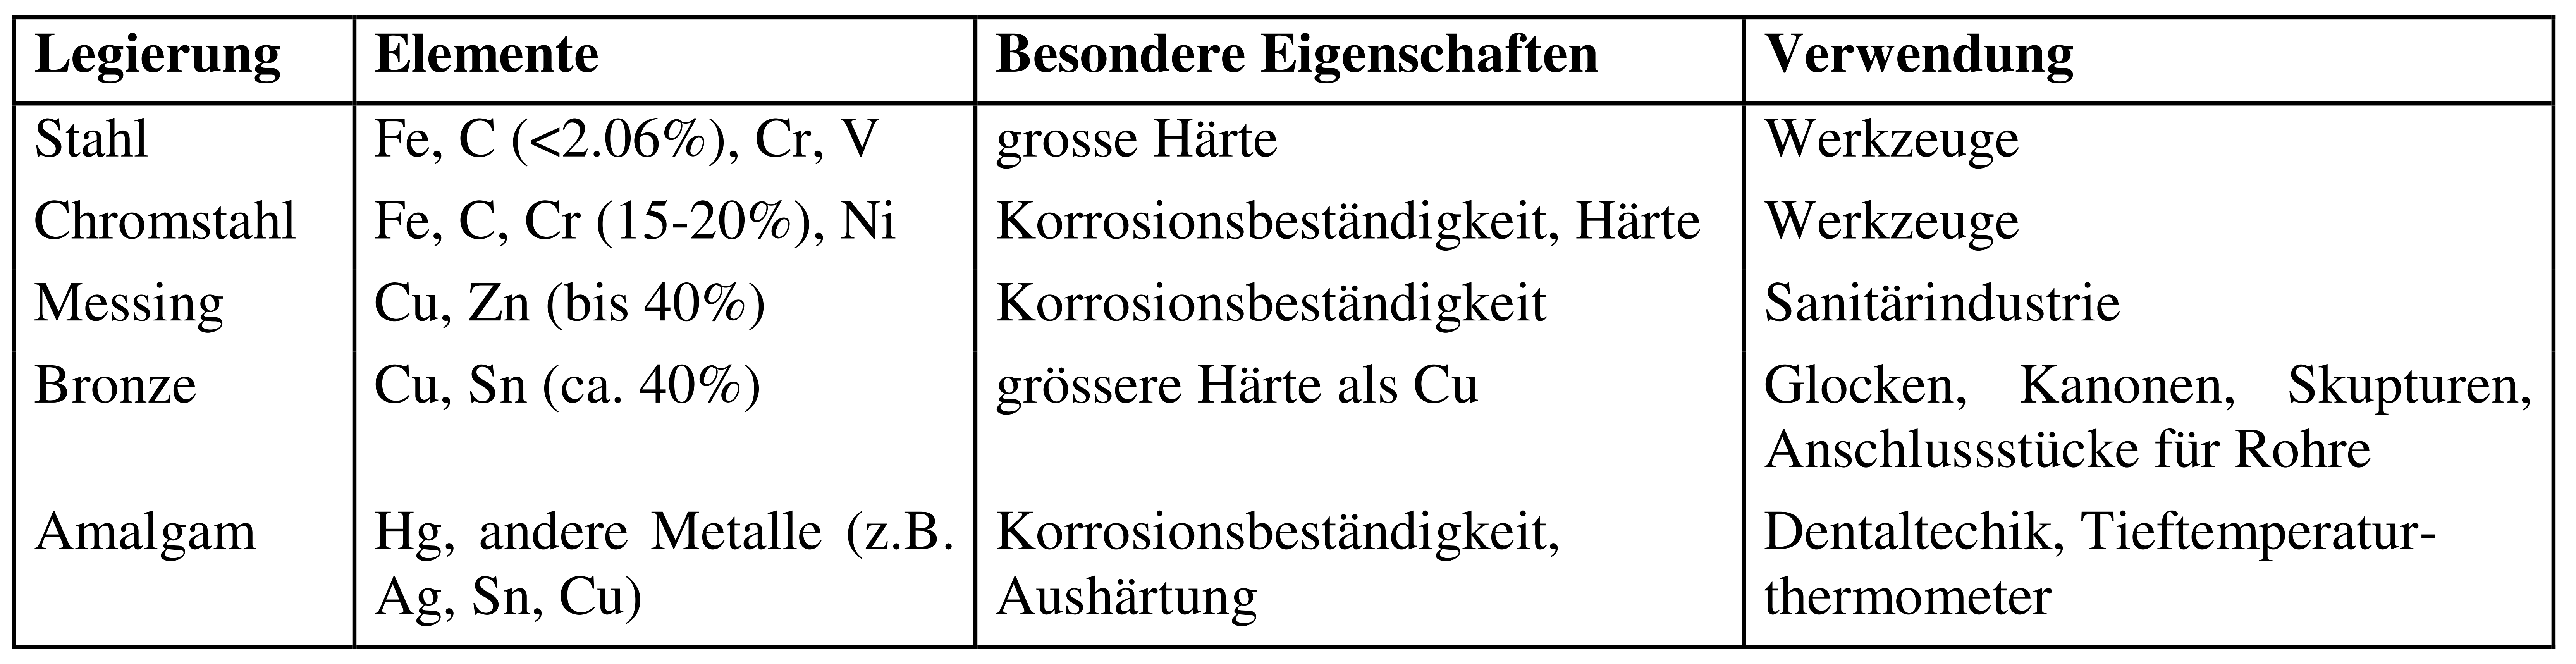 Legierung Elemente Besondere Eigenschaften Verwendung
Stahl Fe, C (<2.06%), Cr, V grosse Härte Werkzeuge
Chromstahl Fe, C, Cr (15-20%), Ni Korrosionsbeständigkeit, Härte Werkzeuge
Messing Cu, Zn (bis 40%) Korrosionsbeständigkeit Sanitärindustrie
Bronze Cu, Sn (ca. 40%) grössere Härte als Cu Glocken, Kanonen, Skupturen,
Anschlussstücke für Rohre
Amalgam Hg, andere Metalle (z.B. Korrosionsbeständigkeit, Dentaltechik, Tieftemperatur-
Ag, Sn, Cu) Aushärtung thermometer